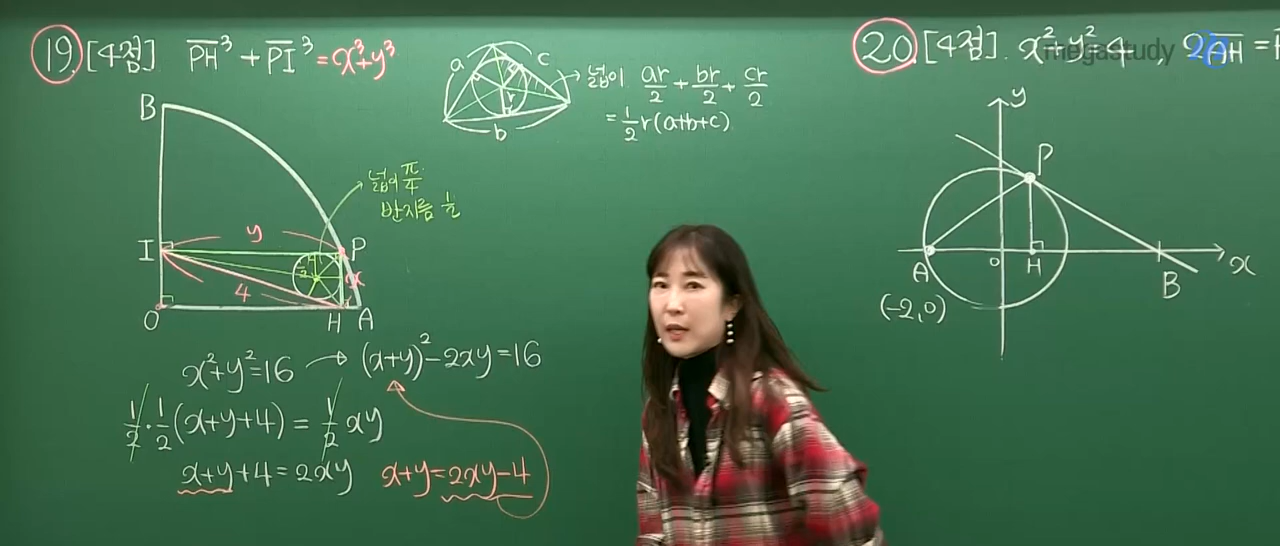 19. [4점] PH³ + PI³ = x³+y³
a c
b
r
넓이 ar/2 + br/2 + cr/2
= 1/2 r(a+b+c)
B
넓이 π/4
반지름 1/2
I y P
4 x
O H A
x²+y²=16 → (x+y)²-2xy=16
1/2 · 1/2 (x+y+4) = 1/2 xy
x+y+4=2xy x+y=2xy-4
20. [4점]. x²+y²=4 2AH =
megastudy
y
P
A o H B x
(-2,0)